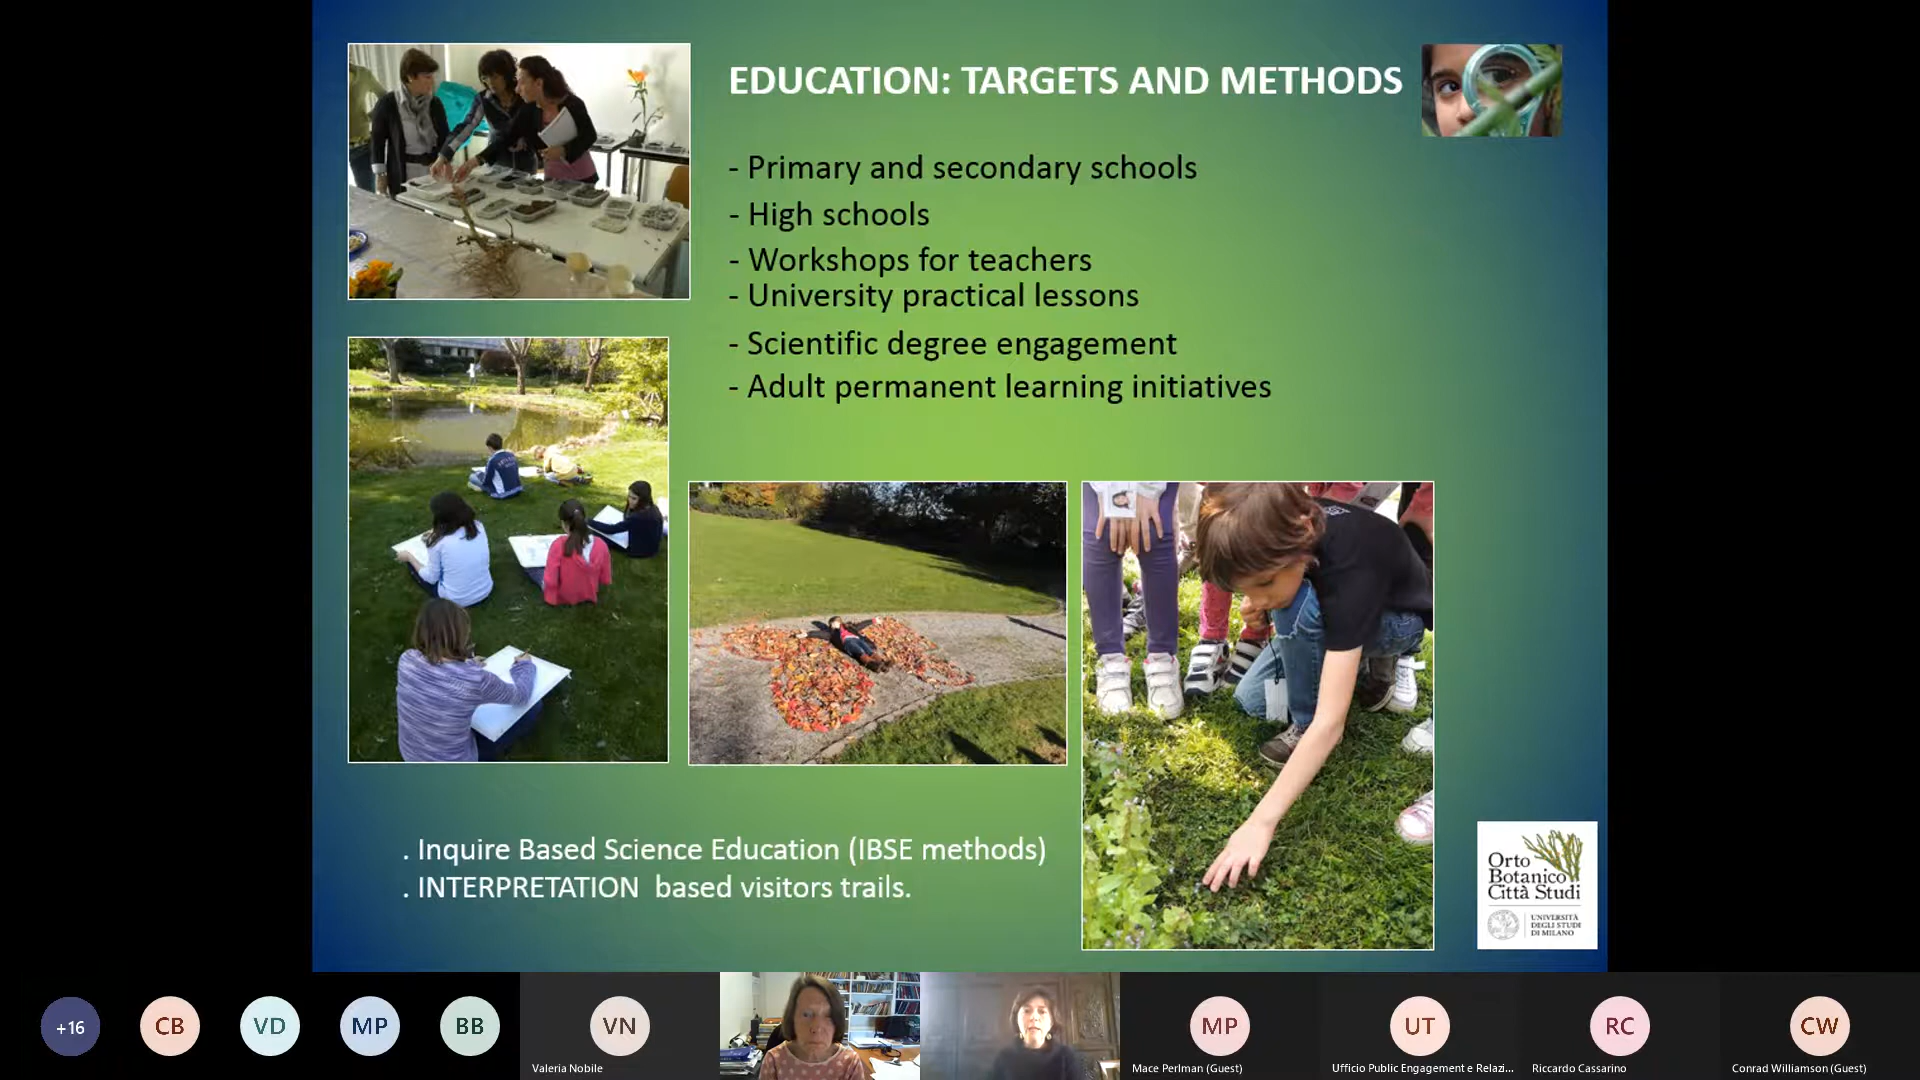 EDUCATION: TARGETS AND METHODS
- Primary and secondary schools
- High schools
- Workshops for teachers
- University practical lessons
- Scientific degree engagement
- Adult permanent learning initiatives
. Inquire Based Science Education (IBSE methods)
. INTERPRETATION based visitors trails.
Orto
Botanico
Città Studi
UNIVERSITÀ
DEGLI STUDI
DI MILANO
+16
CB
VD
MP
BB
VN
Valeria Nobile
MP
Mace Perlman (Guest)
UT
Ufficio Public Engagement e Relazi...
RC
Riccardo Cassarino
CW
Conrad Williamson (Guest)